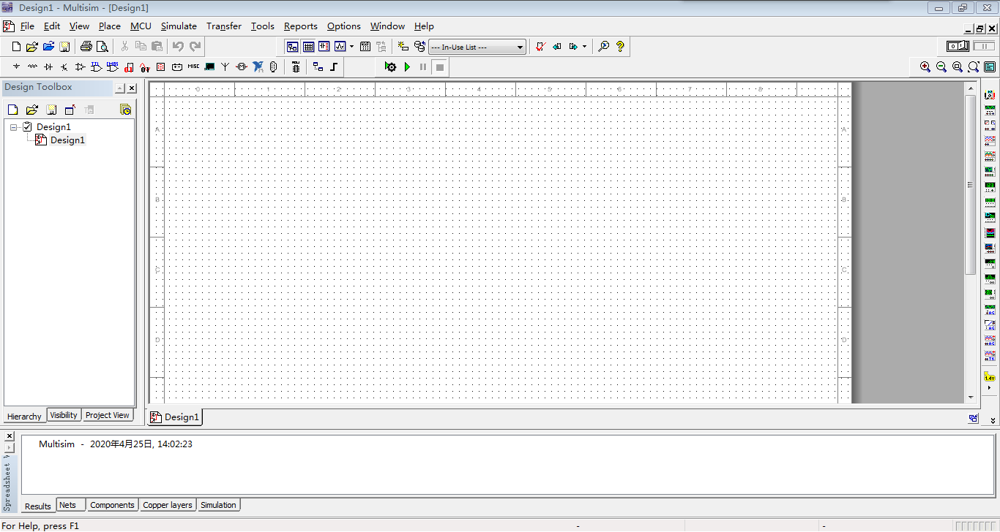 Design1 - Multisim - [Design1]
File Edit View Place MCU Simulate Transfer Tools Reports Options Window Help
--- In-Use List ---
MISC
Design Toolbox
0 1 2 3 4 5 6 7 8
Design1
Design1
A A
B B
C C
D D
1.4v
Hierarchy Visibility Project View
Design1
Multisim - 2020年4月25日, 14:02:23
Spreadsheet V
Results Nets Components Copper layers Simulation
For Help, press F1 - -